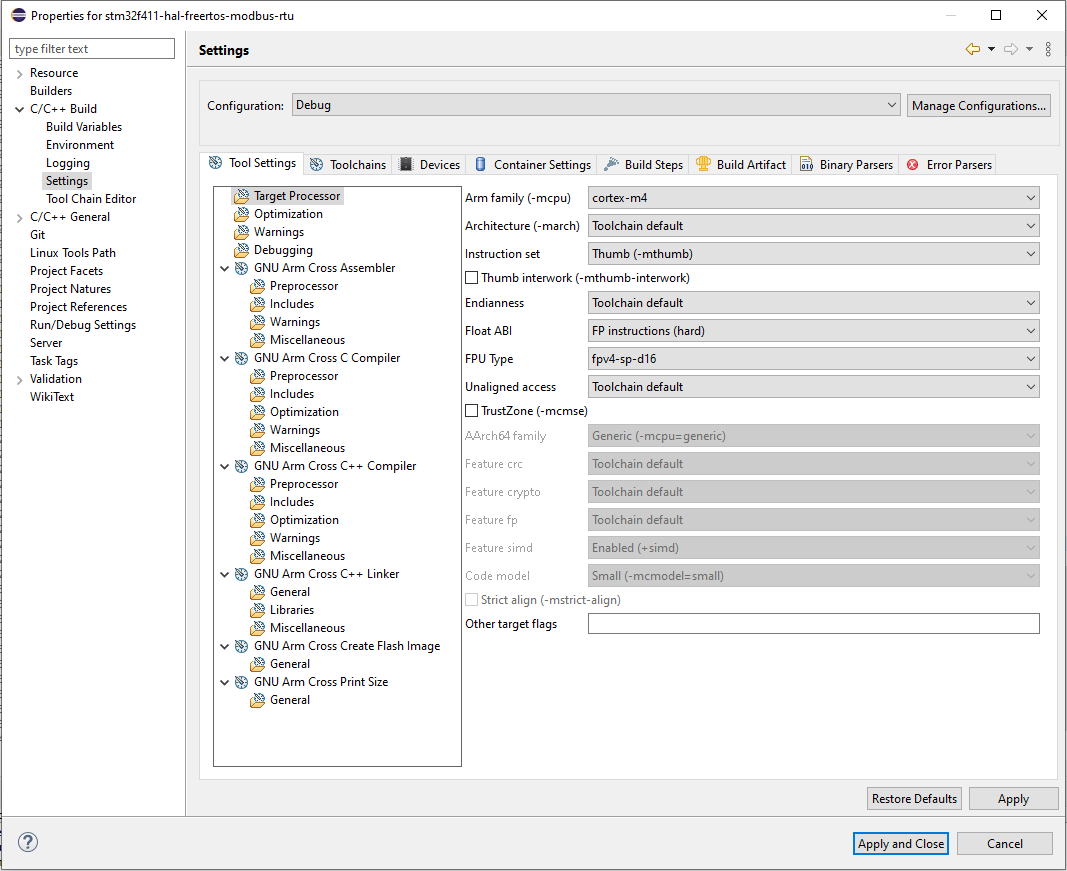 Properties for stm32f411-hal-freertos-modbus-rtu
type filter text
Resource
Builders
C/C++ Build
Build Variables
Environment
Logging
Settings
Tool Chain Editor
C/C++ General
Git
Linux Tools Path
Project Facets
Project Natures
Project References
Run/Debug Settings
Server
Task Tags
Validation
WikiText
Settings
Configuration: Debug Manage Configurations...
Tool Settings Toolchains Devices Container Settings Build Steps Build Artifact Binary Parsers Error Parsers
Target Processor
Optimization
Warnings
Debugging
GNU Arm Cross Assembler
Preprocessor
Includes
Warnings
Miscellaneous
GNU Arm Cross C Compiler
Preprocessor
Includes
Optimization
Warnings
Miscellaneous
GNU Arm Cross C++ Compiler
Preprocessor
Includes
Optimization
Warnings
Miscellaneous
GNU Arm Cross C++ Linker
General
Libraries
Miscellaneous
GNU Arm Cross Create Flash Image
General
GNU Arm Cross Print Size
General
Arm family (-mcpu) cortex-m4
Architecture (-march) Toolchain default
Instruction set Thumb (-mthumb)
Thumb interwork (-mthumb-interwork)
Endianness Toolchain default
Float ABI FP instructions (hard)
FPU Type fpv4-sp-d16
Unaligned access Toolchain default
TrustZone (-mcmse)
AArch64 family Generic (-mcpu=generic)
Feature crc Toolchain default
Feature crypto Toolchain default
Feature fp Toolchain default
Feature simd Enabled (+simd)
Code model Small (-mcmodel=small)
Strict align (-mstrict-align)
Other target flags
Restore Defaults Apply
Apply and Close Cancel